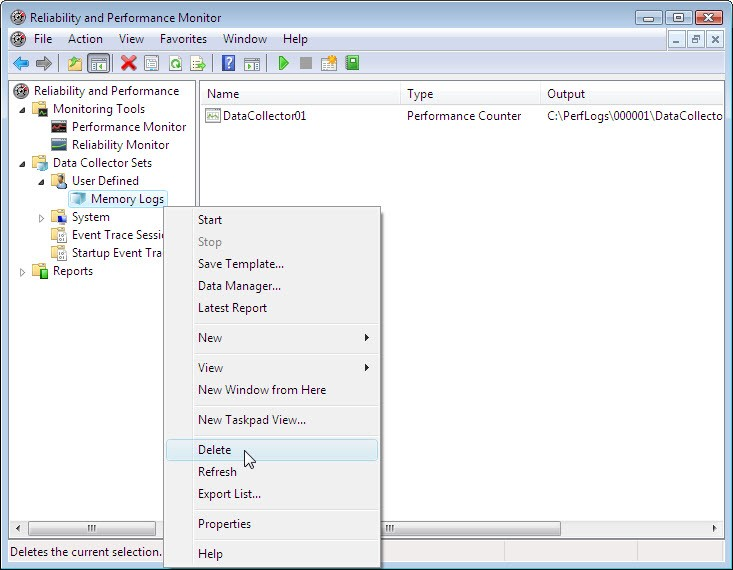 Reliability and Performance Monitor
File Action View Favorites Window Help
Reliability and Performance
Monitoring Tools
Performance Monitor
Reliability Monitor
Data Collector Sets
User Defined
Memory Logs
System
Event Trace Sessi
Startup Event Tra
Reports
Name Type Output
DataCollector01 Performance Counter C:\PerfLogs\000001\DataCollecto
Start
Stop
Save Template...
Data Manager...
Latest Report
New
View
New Window from Here
New Taskpad View...
Delete
Refresh
Export List...
Properties
Help
Deletes the current selection.